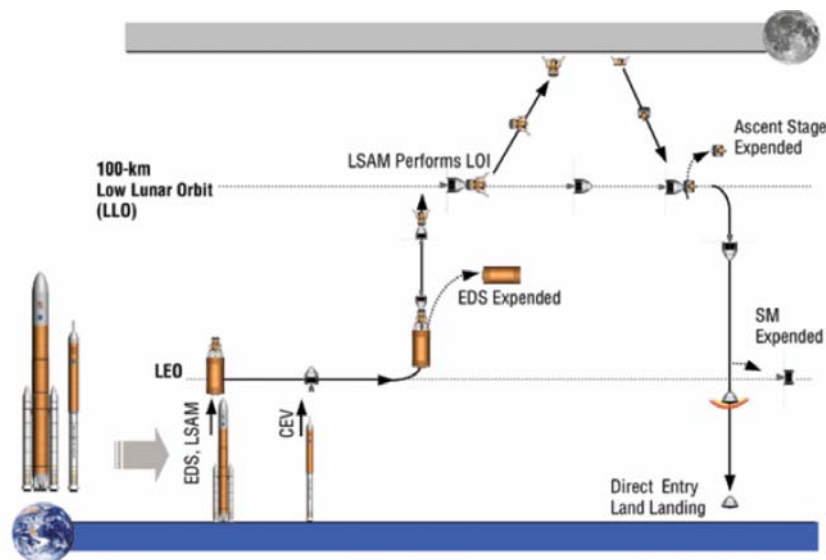 Ascent Stage
Expended
LSAM Performs LOI
100-km
Low Lunar Orbit
(LLO)
EDS Expended
SM
Expended
LEO
EDS, LSAM
CEV
Direct Entry
Land Landing